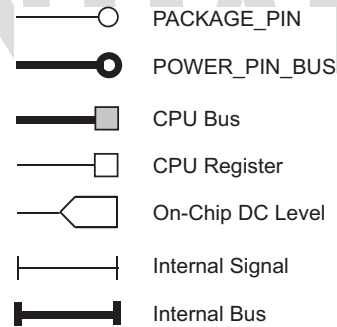 PACKAGE_PIN
POWER_PIN_BUS
CPU Bus
CPU Register
On-Chip DC Level
Internal Signal
Internal Bus